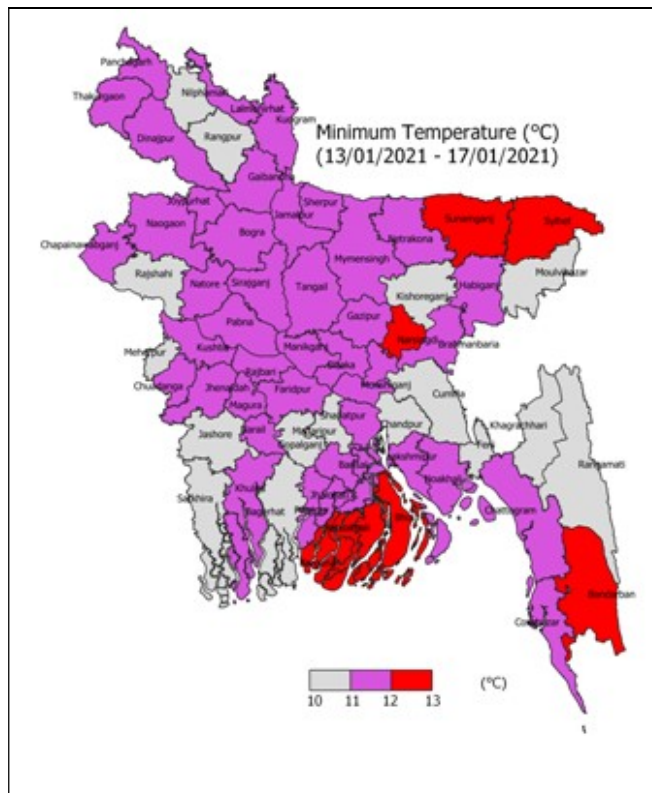 Panchagarh
Nilphamari
Thakurgaon
Lalmonirhat
Kurigram
Rangpur
Dinajpur
Minimum Temperature (°C)
(13/01/2021 - 17/01/2021)
Gaibandha
Joypurhat
Sherpur
Jamalpur
Sunamganj
Sylhet
Naogaon
Bogra
Netrakona
Chapainawabganj
Mymensingh
Moulvibazar
Rajshahi
Natore
Sirajganj
Tangail
Kishoreganj
Habiganj
Pabna
Gazipur
Narsingdi
Meherpur
Kushtia
Manikganj
Dhaka
Brahmanbaria
Chuadanga
Jhenaidah
Rajbari
Faridpur
Munshiganj
Magura
Cumilla
Khagrachhari
Jashore
Narail
Shariatpur
Madaripur
Gopalganj
Chandpur
Feni
Rangamati
Satkhira
Khulna
Bagerhat
Barisal
Lakshmipur
Noakhali
Chattogram
Bandarban
(°C)
10 11 12 13